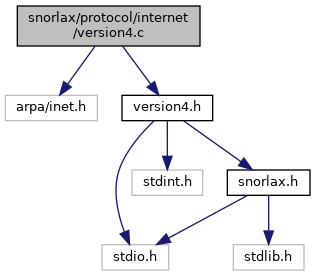 snorlax/protocol/internet
/version4.c
arpa/inet.h
version4.h
stdint.h
snorlax.h
stdio.h
stdlib.h